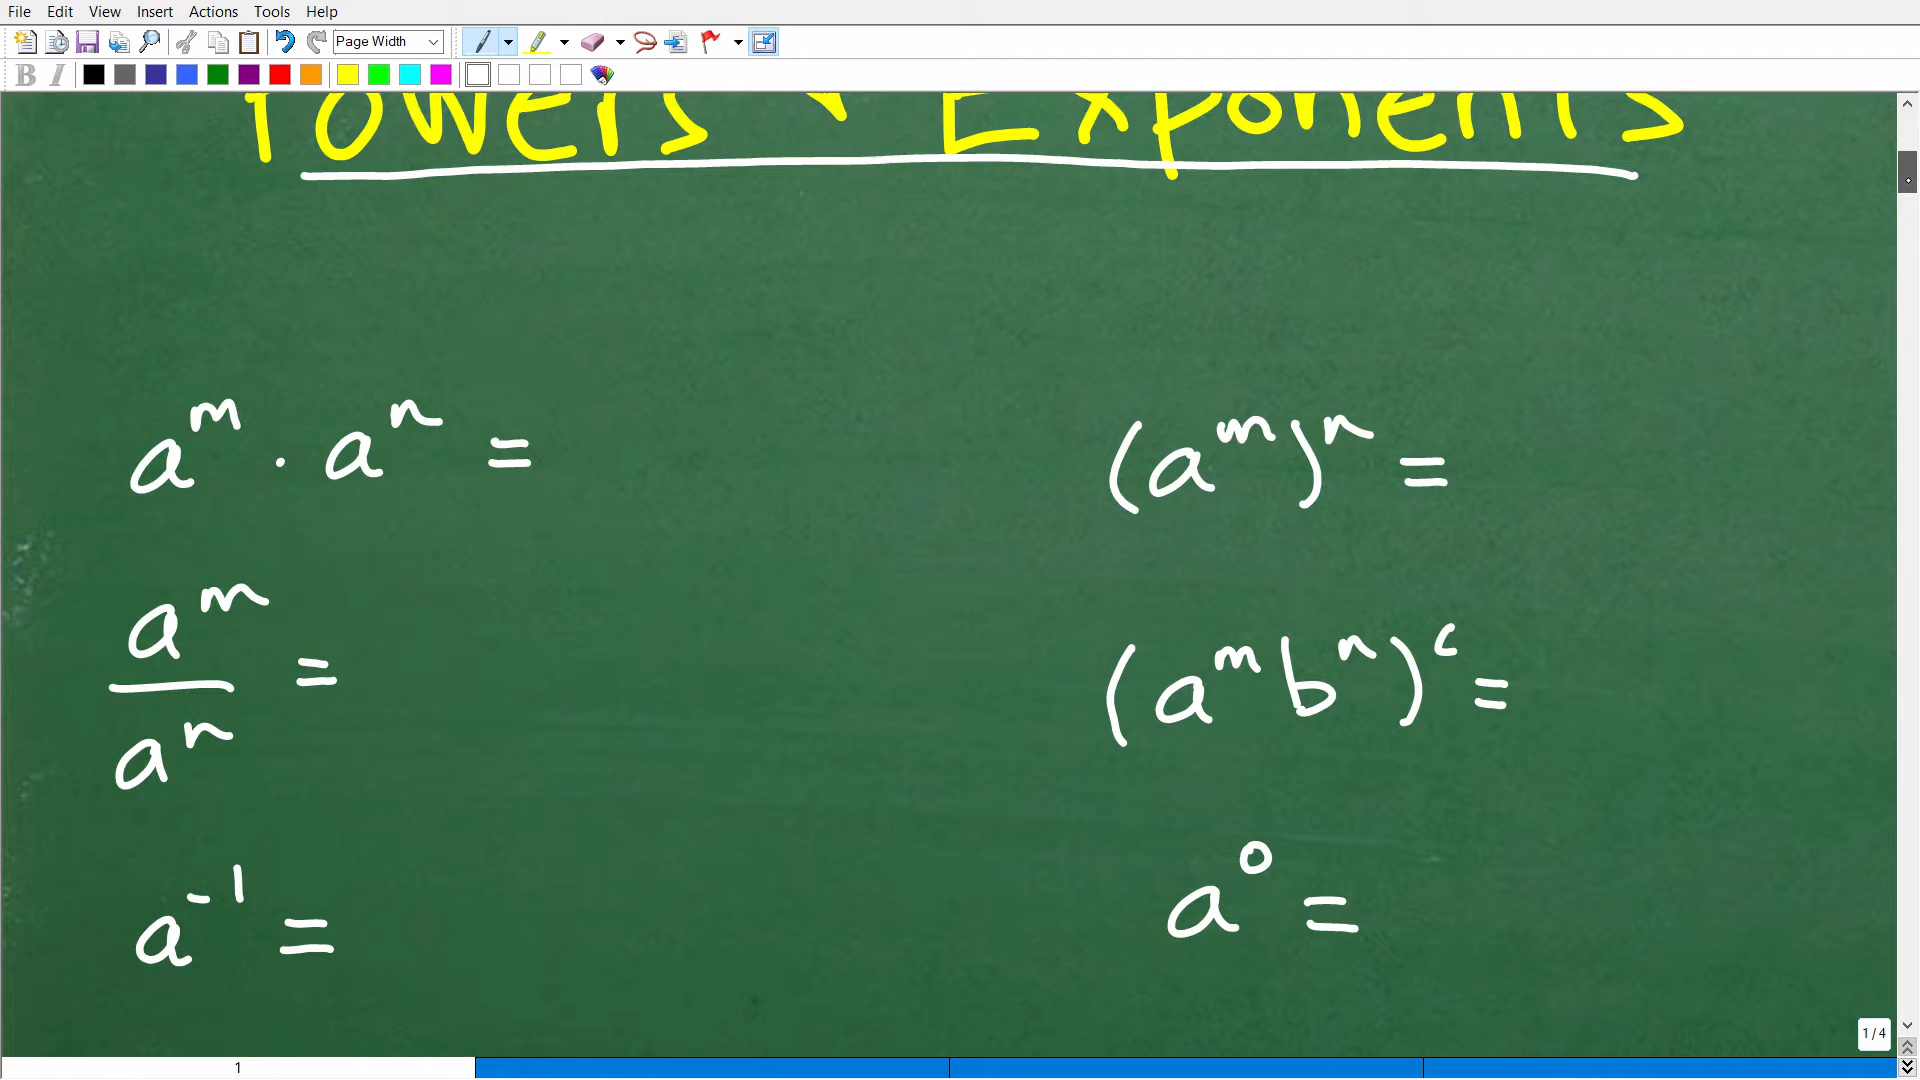 File Edit View Insert Actions Tools Help
Page Width
B I
Powers Exponents
a^m · a^n =
(a^m)^n =
a^m / a^n =
(a^m b^n)^c =
a^-1 =
a^0 =
1 / 4
1